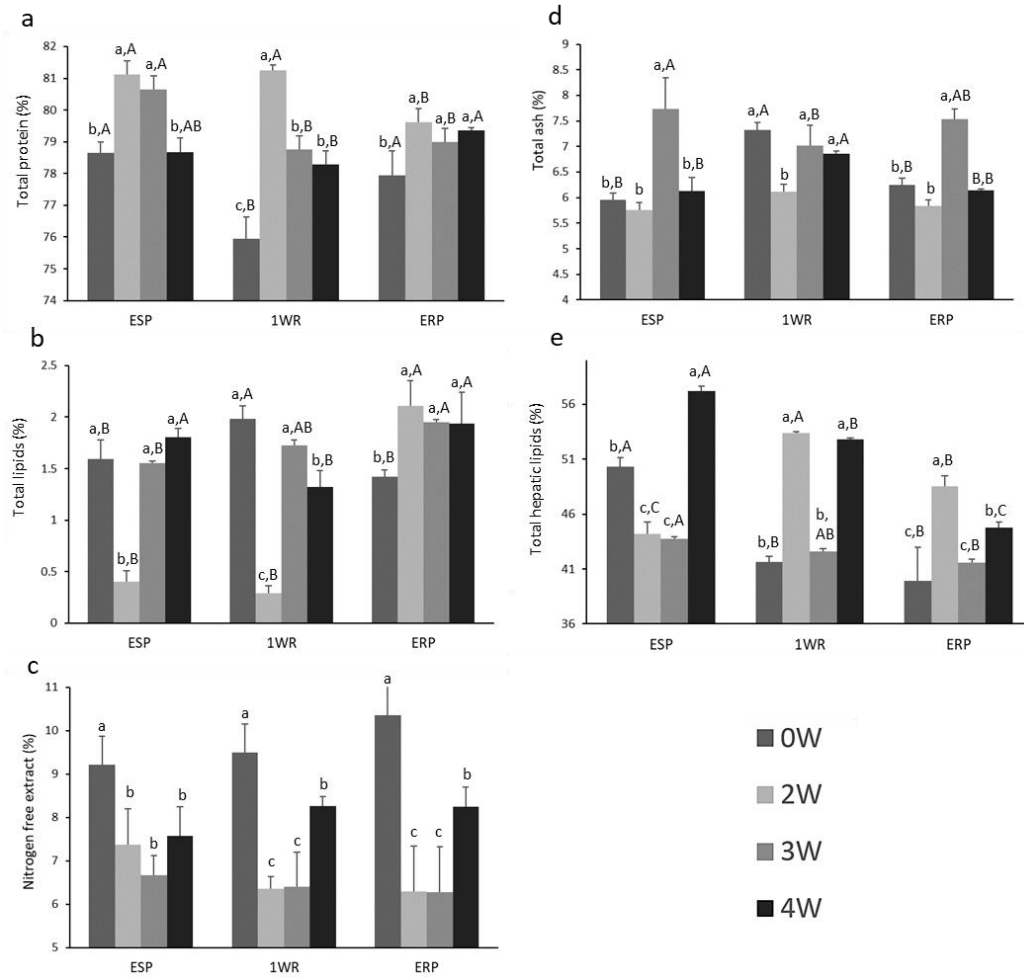 a
Total protein (%)
82
81
80
79
78
77
76
75
74
b,A a,A a,A b,AB
c,B a,A b,B b,B
b,A a,B a,B a,A
ESP 1WR ERP
b
Total lipids (%)
2.5
2
1.5
1
0.5
0
a,B b,B a,B a,A
a,A c,B a,AB b,B
b,B a,A a,A a,A
ESP 1WR ERP
c
Nitrogen free extract (%)
11
10
9
8
7
6
5
a b b b
a c c b
a c c b
ESP 1WR ERP
d
Total ash (%)
9
8.5
8
7.5
7
6.5
6
5.5
5
4.5
4
b,B b a,A b,B
a,A b a,B a,A
b,B b a,AB B,B
ESP 1WR ERP
e
Total hepatic lipids (%)
56
51
46
41
36
b,A c,C c,A a,A
b,B a,A b,
AB a,B
c,B a,B c,B b,C
ESP 1WR ERP
0W
2W
3W
4W